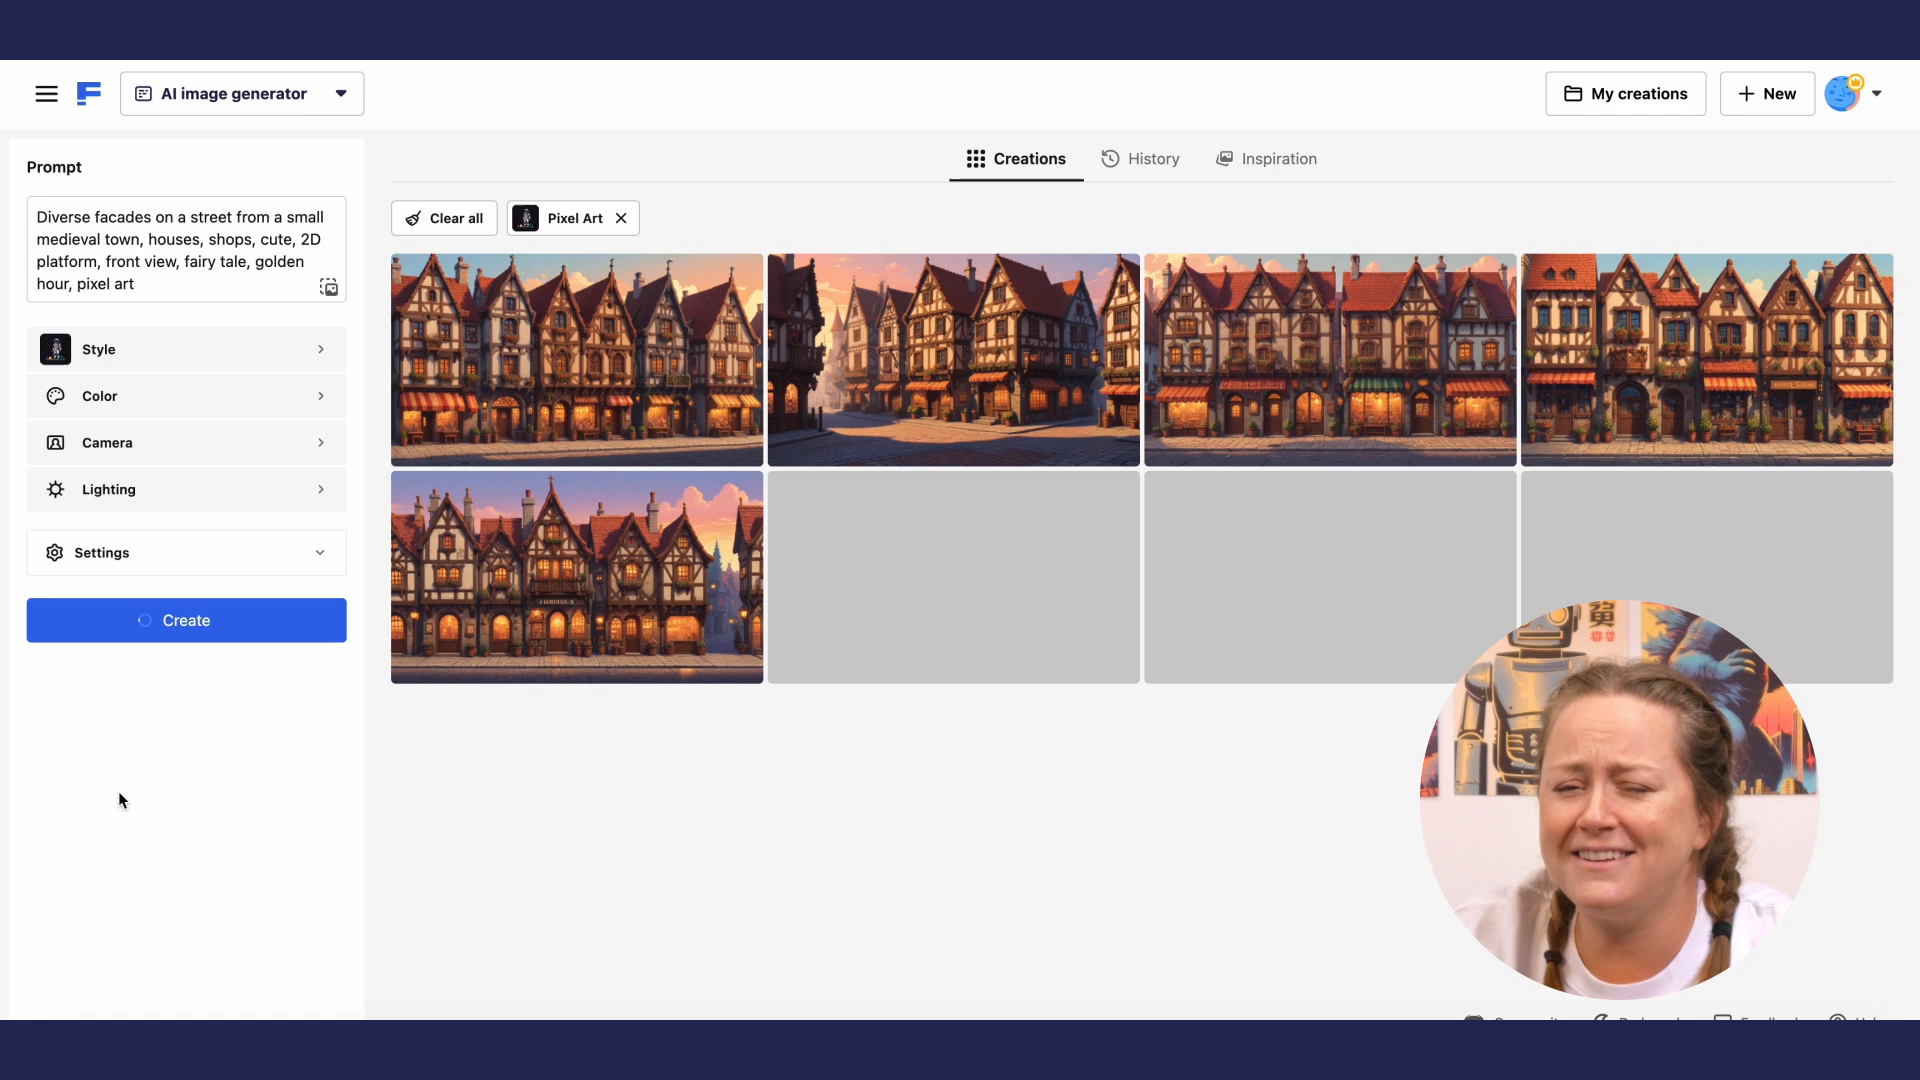 AI image generator
My creations
New
Prompt
Creations
History
Inspiration
Diverse facades on a street from a small
medieval town, houses, shops, cute, 2D
platform, front view, fairy tale, golden
hour, pixel art
Clear all
Pixel Art
Style
Color
Camera
Lighting
Settings
Create